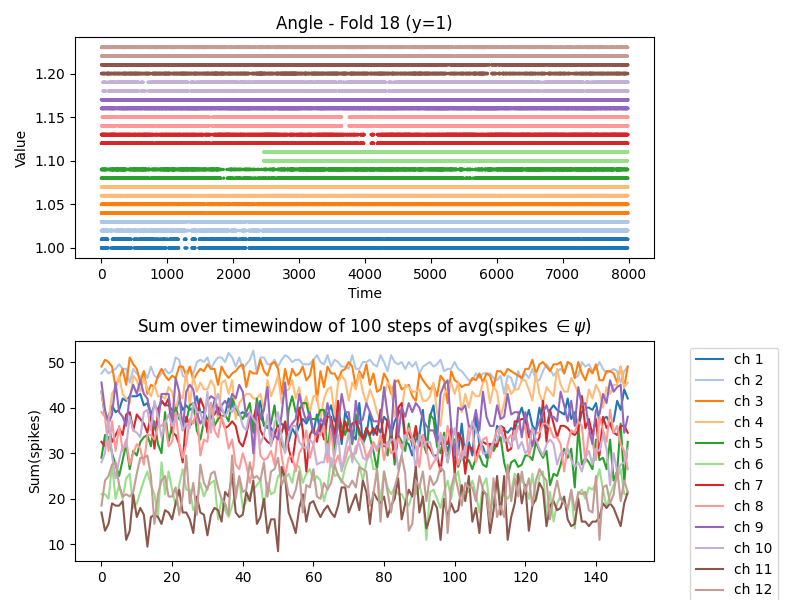 Angle - Fold 18 (y=1)
1.20
1.15
1.10
1.05
1.00
Value
0 1000 2000 3000 4000 5000 6000 7000 8000
Time
Sum over timewindow of 100 steps of avg(spikes ∈ ψ)
50
40
30
20
10
Sum(spikes)
0 20 40 60 80 100 120 140
ch 1
ch 2
ch 3
ch 4
ch 5
ch 6
ch 7
ch 8
ch 9
ch 10
ch 11
ch 12